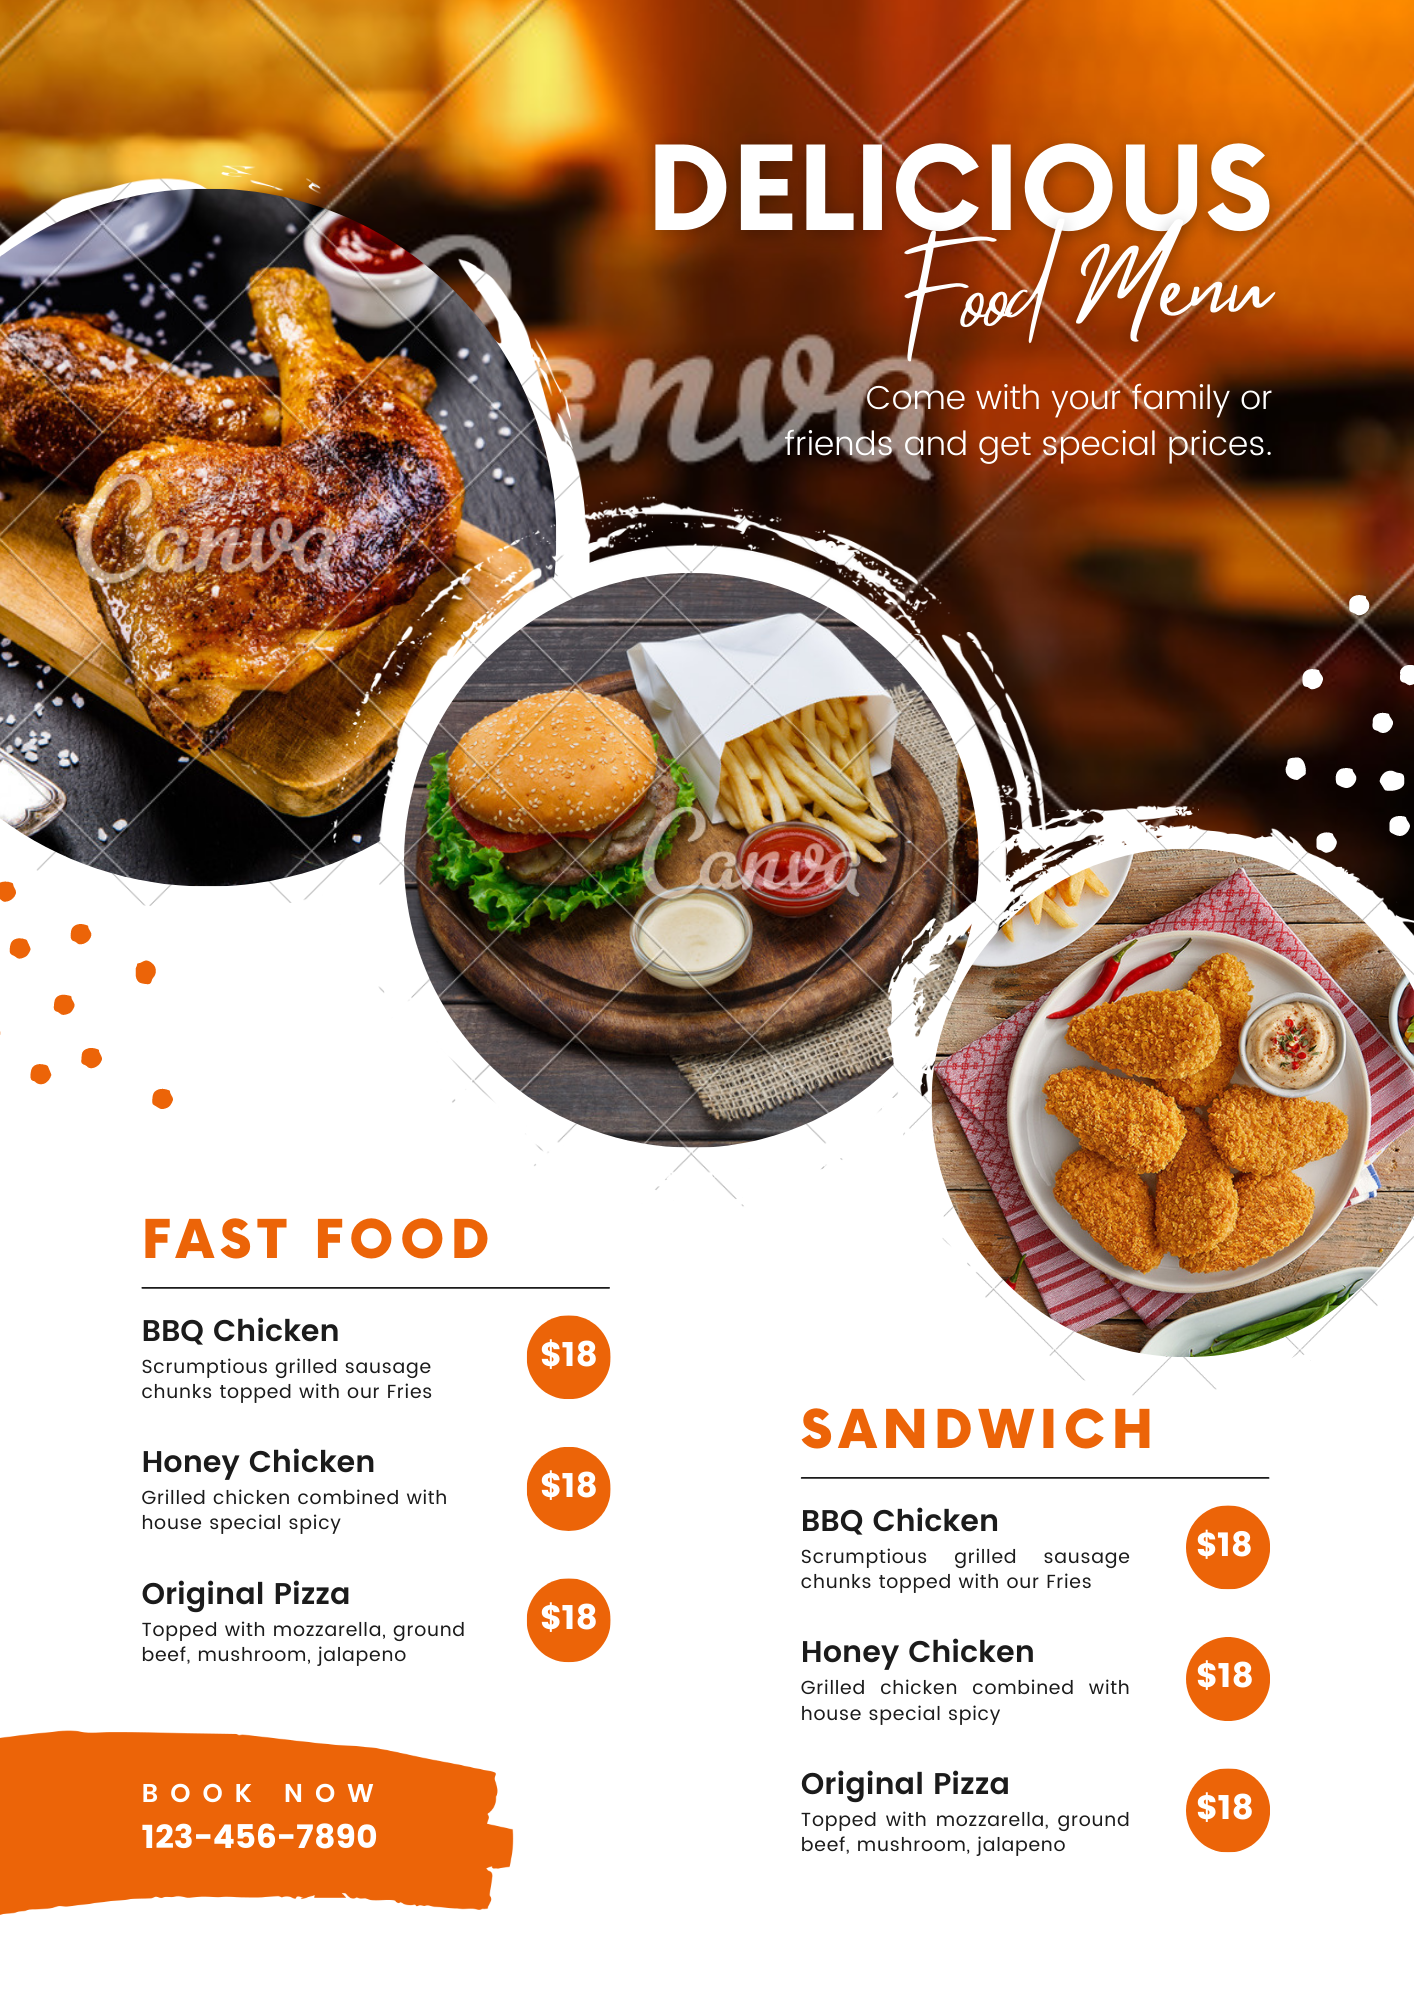 DELICIOUS
Food Menu
Come with your family or
friends and get special prices.
Canva
Canva
Canva
FAST FOOD
BBQ Chicken
$18
Scrumptious grilled sausage
chunks topped with our Fries
Honey Chicken
$18
Grilled chicken combined with
house special spicy
Original Pizza
$18
Topped with mozzarella, ground
beef, mushroom, jalapeno
BOOK NOW
123-456-7890
SANDWICH
BBQ Chicken
$18
Scrumptious grilled sausage
chunks topped with our Fries
Honey Chicken
$18
Grilled chicken combined with
house special spicy
Original Pizza
$18
Topped with mozzarella, ground
beef, mushroom, jalapeno